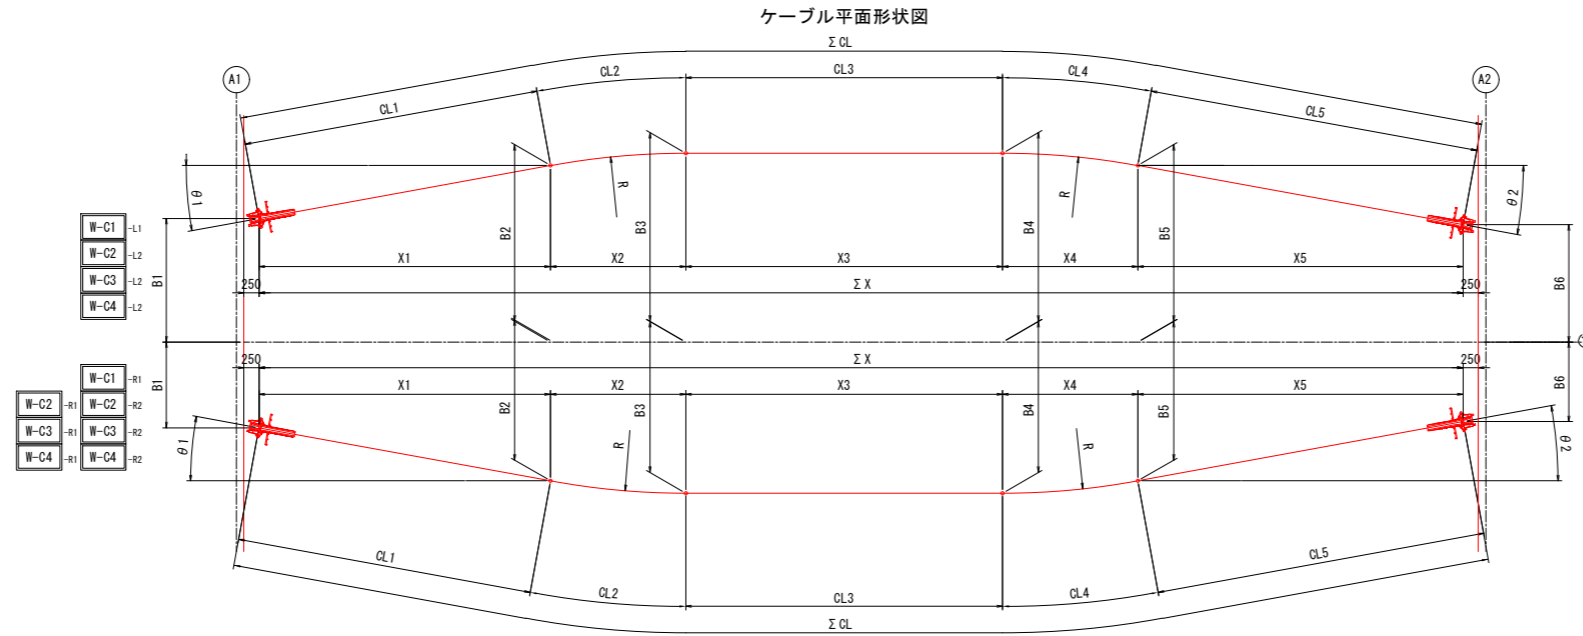 ケーブル平面形状図
Σ CL
A1
CL2
CL3
CL4
A2
CL1
CL5
θ1
R
R
θ2
W-C1 -L1
W-C2 -L2
W-C3 -L2
W-C4 -L2
B1
B2
B3
B4
B5
B6
X1
X2
X3
X4
X5
250
Σ X
250
250
Σ X
250
W-C1 -R1
W-C2 -R1
W-C2 -R2
W-C3 -R1
W-C3 -R2
W-C4 -R1
W-C4 -R2
B1
X1
X2
X3
X4
X5
B2
B3
B4
B5
B6
θ1
R
R
θ2
CL1
CL2
CL3
CL4
CL5
Σ CL